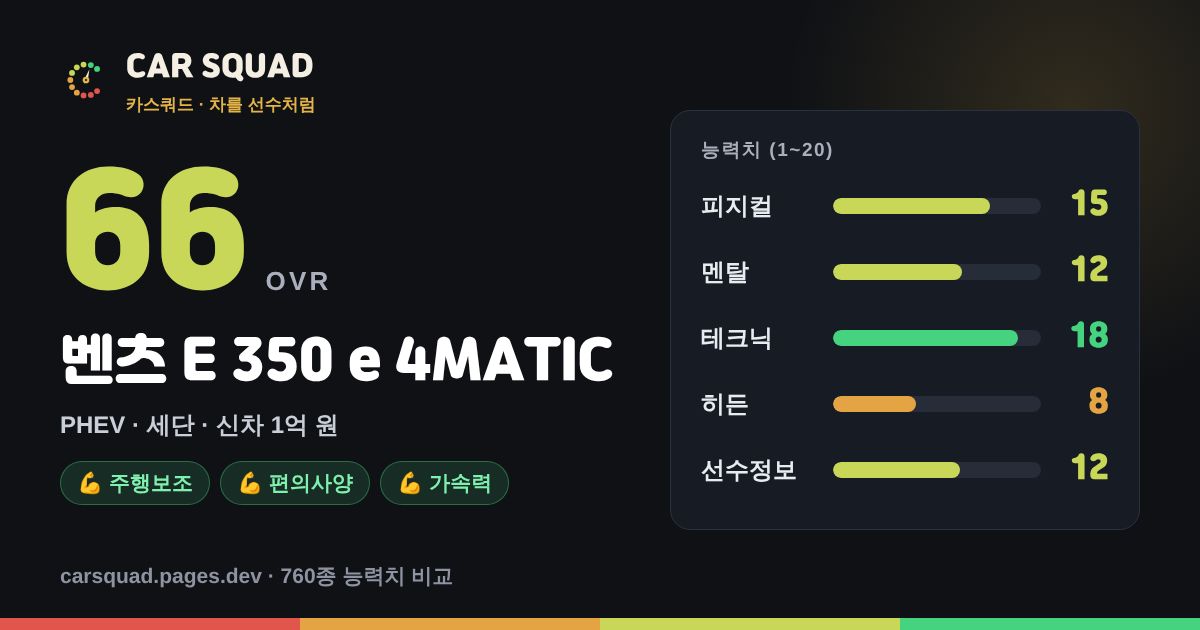 CAR SQUAD
카스쿼드 · 차를 선수처럼
66 OVR
벤츠 E 350 e 4MATIC
PHEV · 세단 · 신차 1억 원
💪 주행보조 💪 편의사양 💪 가속력
carsquad.pages.dev · 760종 능력치 비교
능력치 (1~20)
피지컬 15
멘탈 12
테크닉 18
히든 8
선수정보 12